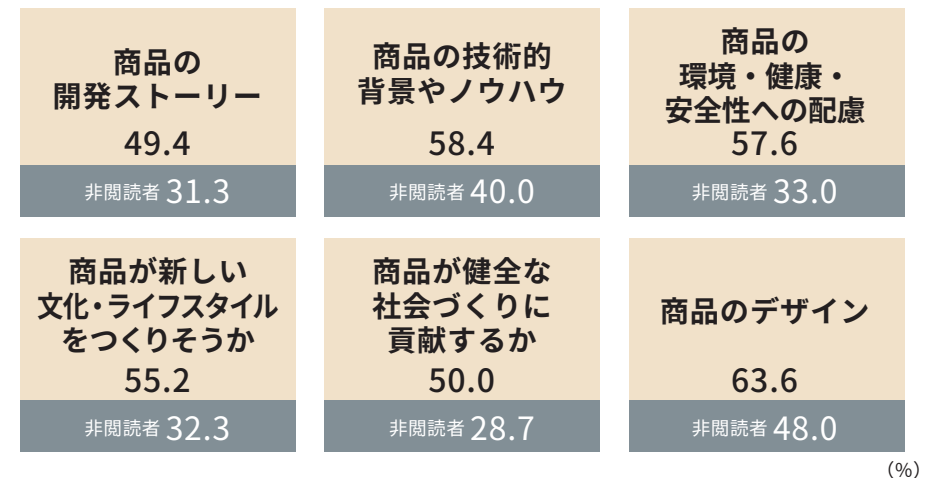 商品の
開発ストーリー
49.4
非閲読者 31.3
商品の技術的
背景やノウハウ
58.4
非閲読者 40.0
商品の
環境・健康・
安全性への配慮
57.6
非閲読者 33.0
商品が新しい
文化・ライフスタイル
をつくりそうか
55.2
非閲読者 32.3
商品が健全な
社会づくりに
貢献するか
50.0
非閲読者 28.7
商品のデザイン
63.6
非閲読者 48.0
(%)